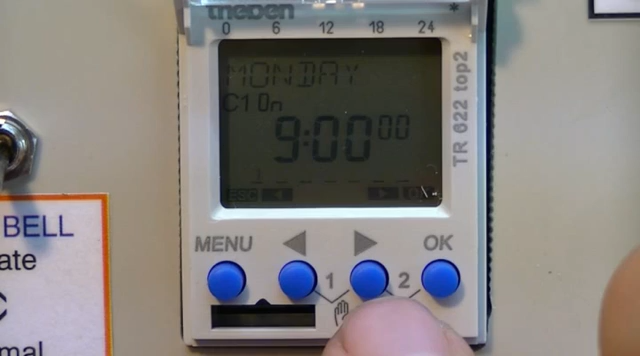 theben
0 6 12 18 24 *
MONDAY
C1 On
9:00 00
ESC
TR 622 top2
MENU OK
1 2
BELL
ate
C
mal